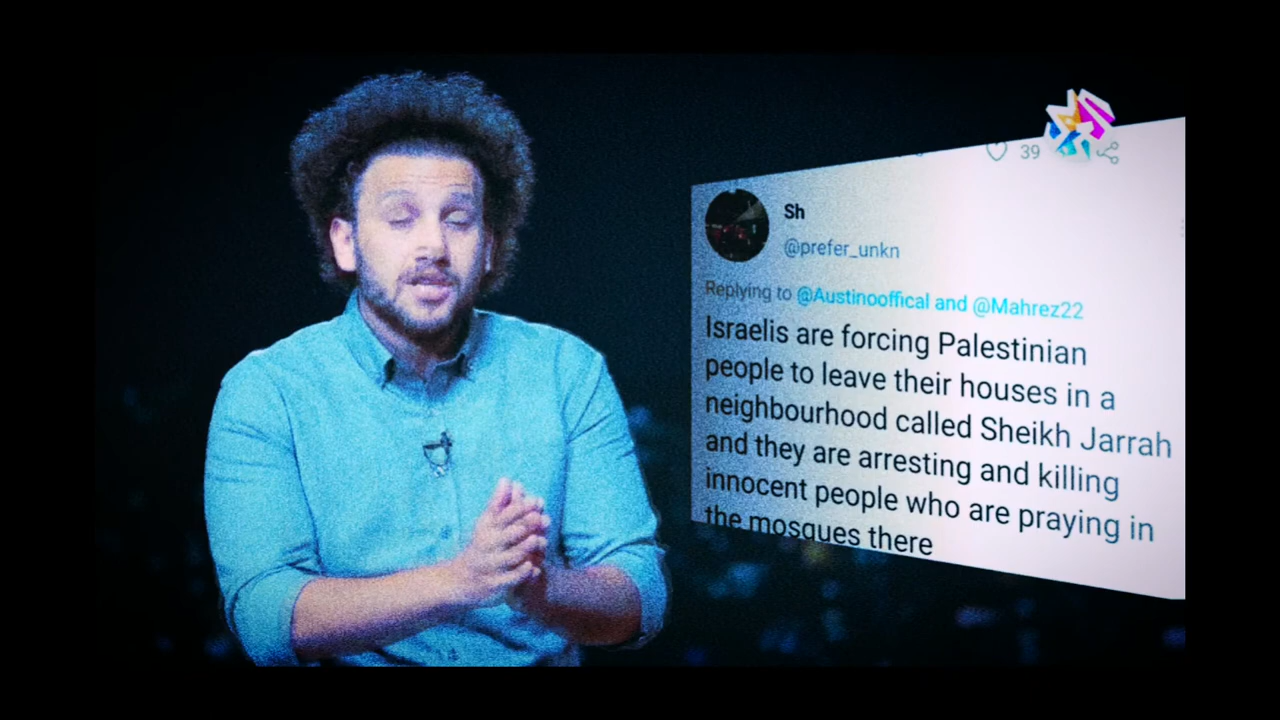 39
Sh
@prefer_unkn
Replying to @Austinooffical and @Mahrez22
Israelis are forcing Palestinian
people to leave their houses in a
neighbourhood called Sheikh Jarrah
and they are arresting and killing
innocent people who are praying in
the mosques there